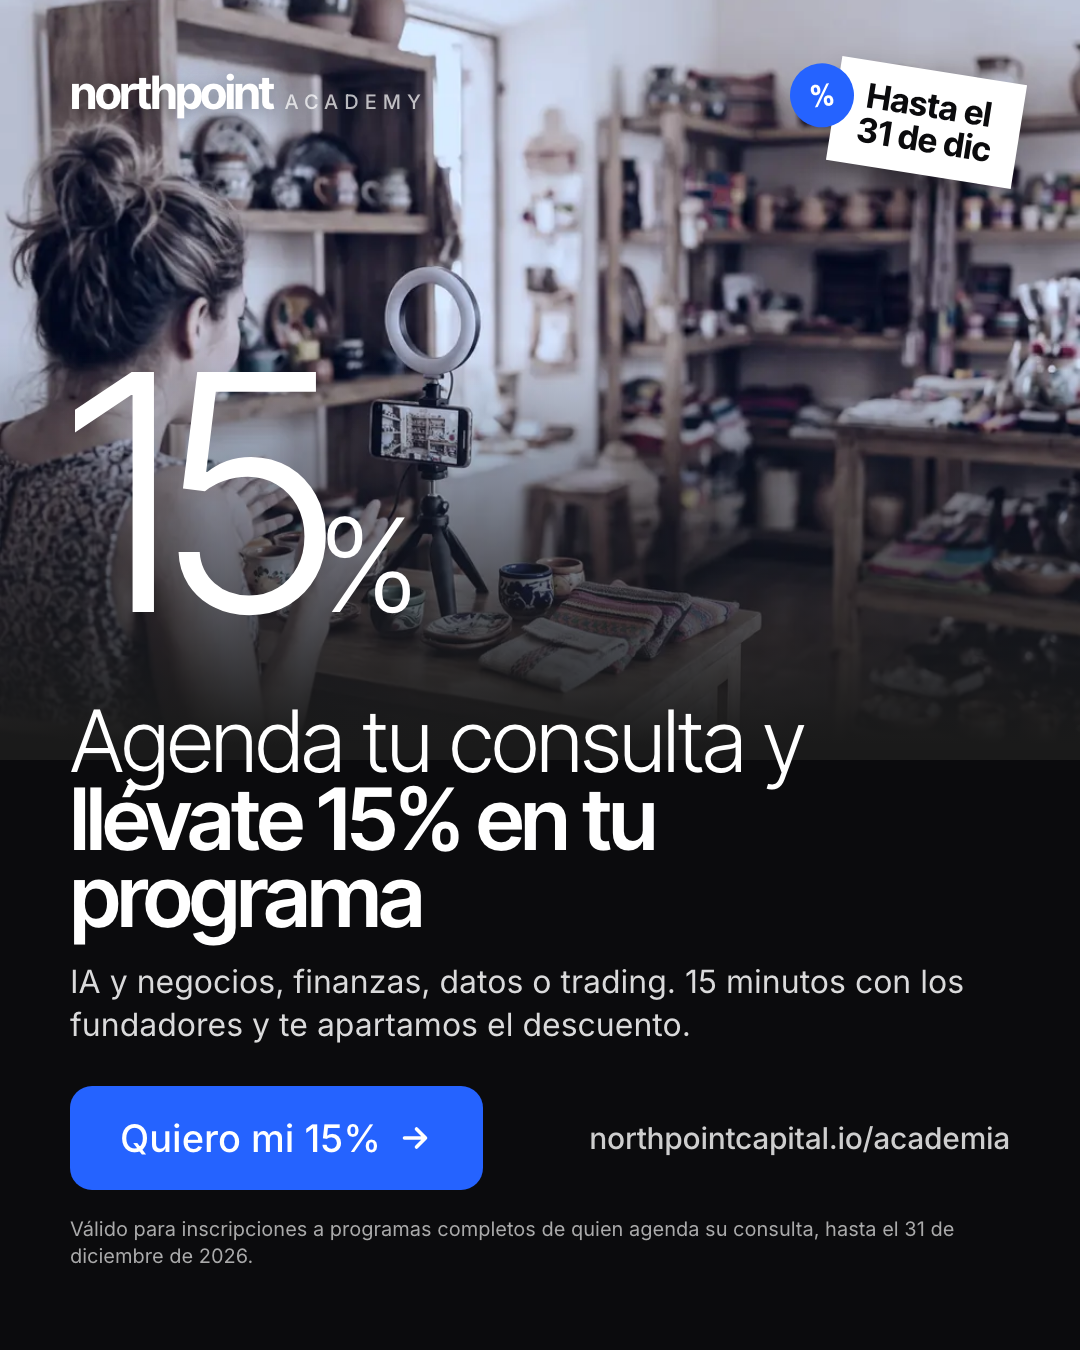 northpoint ACADEMY
%
Hasta el
31 de dic
15%
Agenda tu consulta y
llévate 15% en tu
programa
IA y negocios, finanzas, datos o trading. 15 minutos con los
fundadores y te apartamos el descuento.
Quiero mi 15% →
northpointcapital.io/academia
Válido para inscripciones a programas completos de quien agenda su consulta, hasta el 31 de
diciembre de 2026.